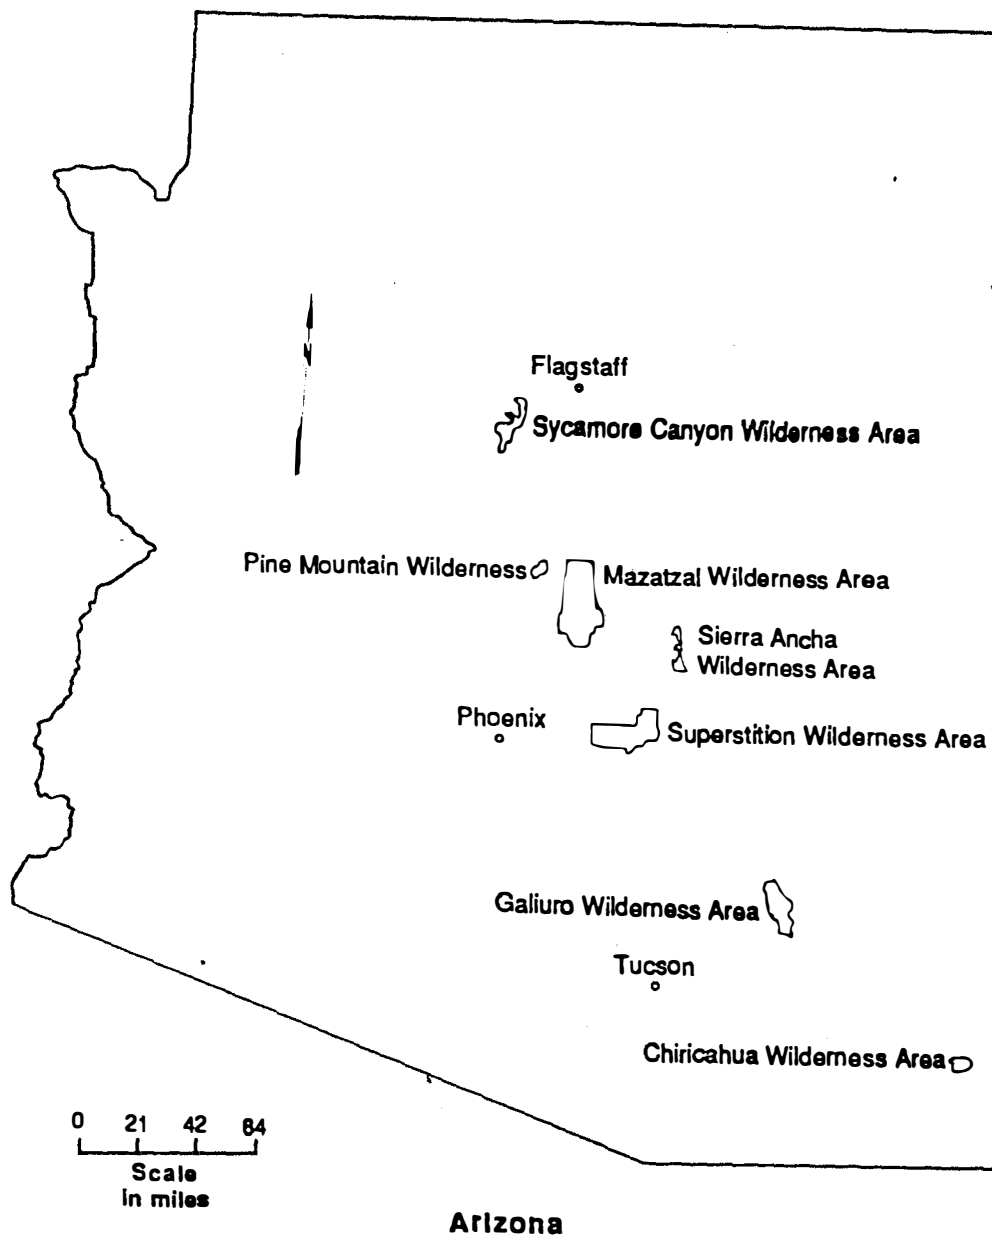 N
Flagstaff
Sycamore Canyon Wilderness Area
Pine Mountain Wilderness
Mazatzal Wilderness Area
Sierra Ancha
Wilderness Area
Phoenix
Superstition Wilderness Area
Galiuro Wilderness Area
Tucson
Chiricahua Wilderness Area
0 21 42 84
Scale
in miles
Arizona